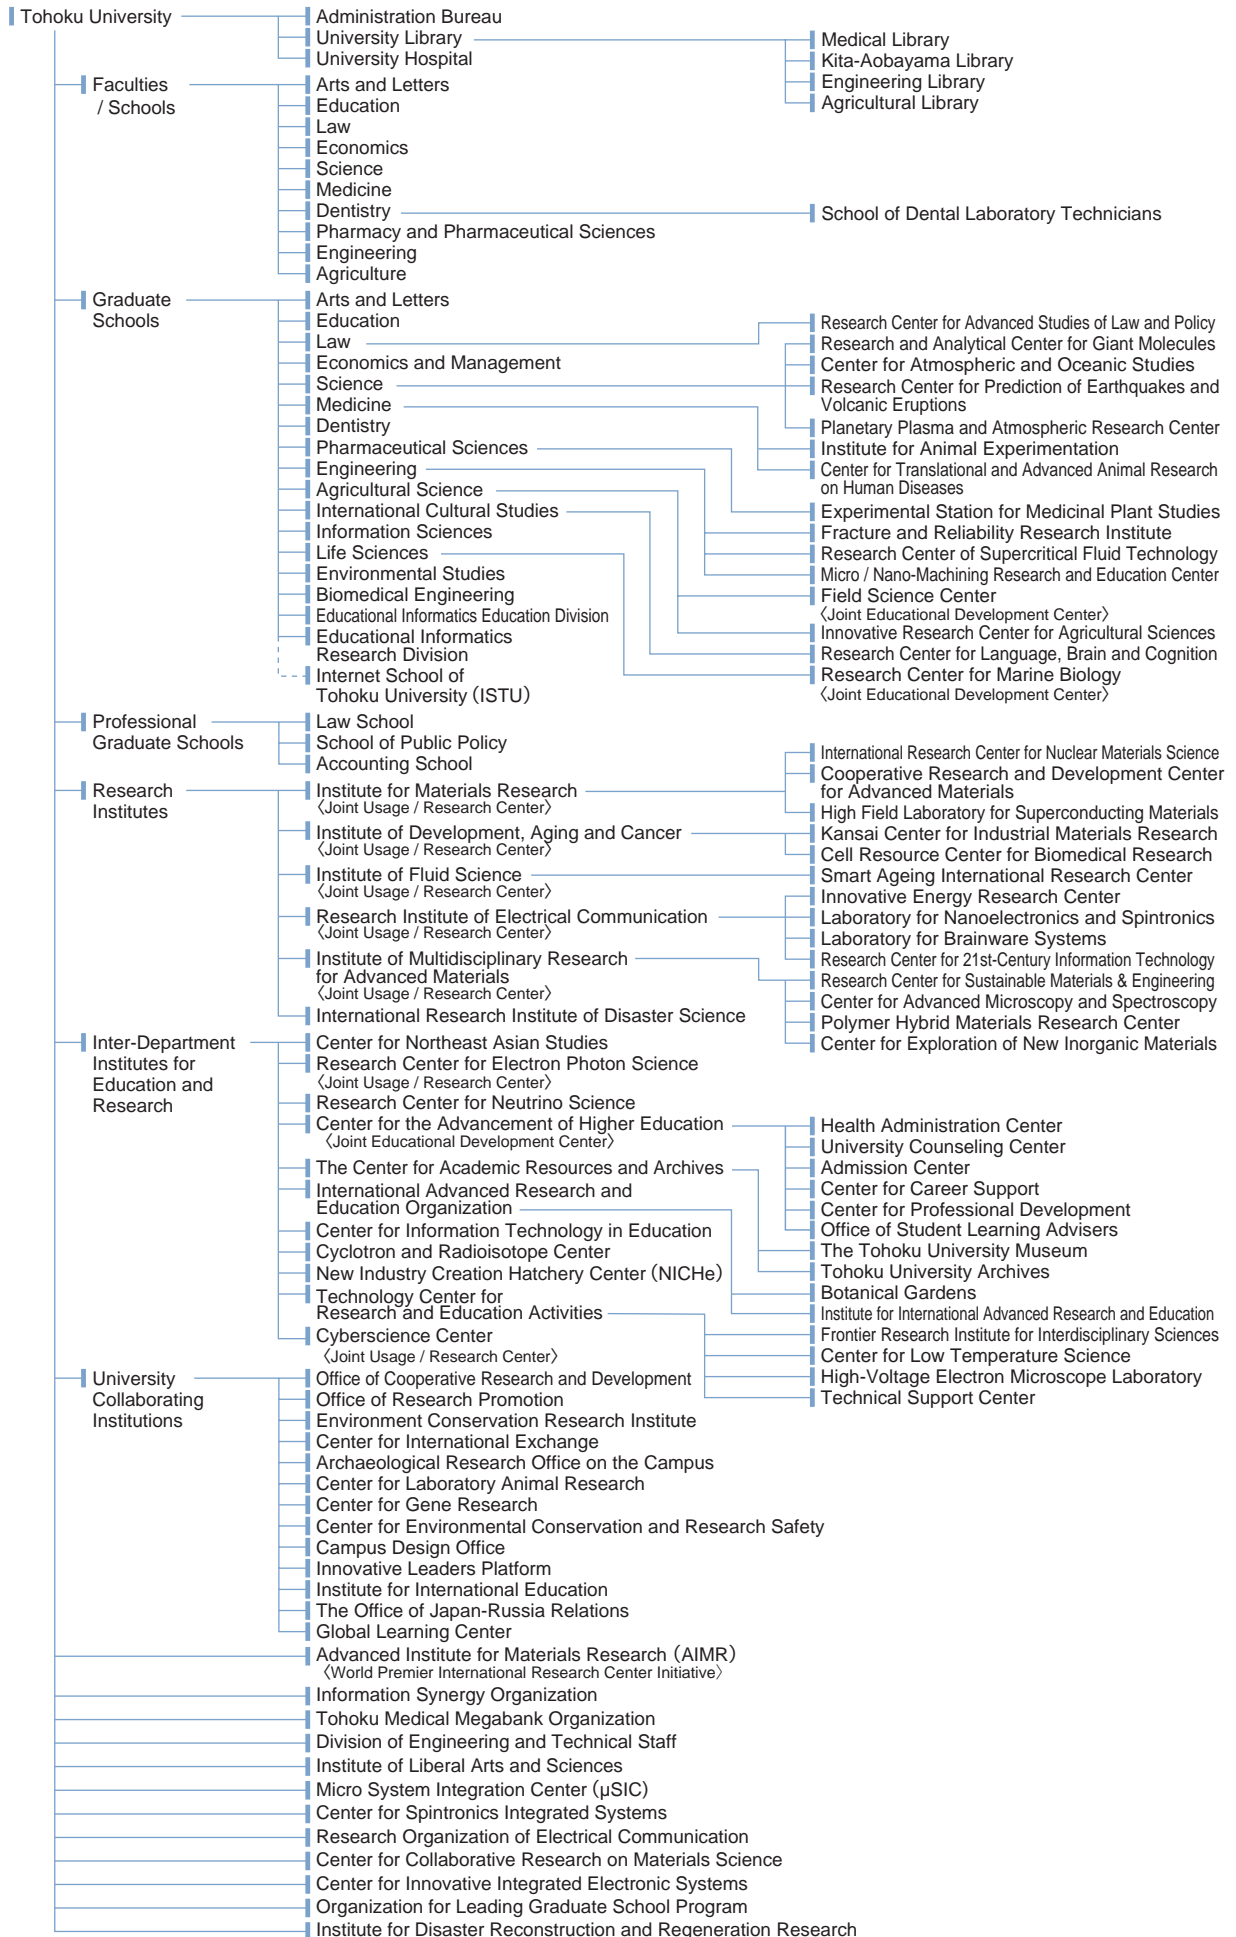 Tohoku University
Administration Bureau
University Library
University Hospital
Medical Library
Kita-Aobayama Library
Engineering Library
Agricultural Library
Faculties
/ Schools
Arts and Letters
Education
Law
Economics
Science
Medicine
Dentistry
Pharmacy and Pharmaceutical Sciences
Engineering
Agriculture
School of Dental Laboratory Technicians
Graduate
Schools
Arts and Letters
Education
Law
Economics and Management
Science
Medicine
Dentistry
Pharmaceutical Sciences
Engineering
Agricultural Science
International Cultural Studies
Information Sciences
Life Sciences
Environmental Studies
Biomedical Engineering
Educational Informatics Education Division
Educational Informatics
Research Division
Internet School of
Tohoku University (ISTU)
Research Center for Advanced Studies of Law and Policy
Research and Analytical Center for Giant Molecules
Center for Atmospheric and Oceanic Studies
Research Center for Prediction of Earthquakes and
Volcanic Eruptions
Planetary Plasma and Atmospheric Research Center
Institute for Animal Experimentation
Center for Translational and Advanced Animal Research
on Human Diseases
Experimental Station for Medicinal Plant Studies
Fracture and Reliability Research Institute
Research Center of Supercritical Fluid Technology
Micro / Nano-Machining Research and Education Center
Field Science Center
〈Joint Educational Development Center〉
Innovative Research Center for Agricultural Sciences
Research Center for Language, Brain and Cognition
Research Center for Marine Biology
〈Joint Educational Development Center〉
Professional
Graduate Schools
Law School
School of Public Policy
Accounting School
Research
Institutes
Institute for Materials Research
〈Joint Usage / Research Center〉
Institute of Development, Aging and Cancer
〈Joint Usage / Research Center〉
Institute of Fluid Science
〈Joint Usage / Research Center〉
Research Institute of Electrical Communication
〈Joint Usage / Research Center〉
Institute of Multidisciplinary Research
for Advanced Materials
〈Joint Usage / Research Center〉
International Research Institute of Disaster Science
International Research Center for Nuclear Materials Science
Cooperative Research and Development Center
for Advanced Materials
High Field Laboratory for Superconducting Materials
Kansai Center for Industrial Materials Research
Cell Resource Center for Biomedical Research
Smart Ageing International Research Center
Innovative Energy Research Center
Laboratory for Nanoelectronics and Spintronics
Laboratory for Brainware Systems
Research Center for 21st-Century Information Technology
Research Center for Sustainable Materials & Engineering
Center for Advanced Microscopy and Spectroscopy
Polymer Hybrid Materials Research Center
Center for Exploration of New Inorganic Materials
Inter-Department
Institutes for
Education and
Research
Center for Northeast Asian Studies
Research Center for Electron Photon Science
〈Joint Usage / Research Center〉
Research Center for Neutrino Science
Center for the Advancement of Higher Education
〈Joint Educational Development Center〉
The Center for Academic Resources and Archives
International Advanced Research and
Education Organization
Center for Information Technology in Education
Cyclotron and Radioisotope Center
New Industry Creation Hatchery Center (NICHe)
Technology Center for
Research and Education Activities
Cyberscience Center
〈Joint Usage / Research Center〉
Health Administration Center
University Counseling Center
Admission Center
Center for Career Support
Center for Professional Development
Office of Student Learning Advisers
The Tohoku University Museum
Tohoku University Archives
Botanical Gardens
Institute for International Advanced Research and Education
Frontier Research Institute for Interdisciplinary Sciences
Center for Low Temperature Science
High-Voltage Electron Microscope Laboratory
Technical Support Center
University
Collaborating
Institutions
Office of Cooperative Research and Development
Office of Research Promotion
Environment Conservation Research Institute
Center for International Exchange
Archaeological Research Office on the Campus
Center for Laboratory Animal Research
Center for Gene Research
Center for Environmental Conservation and Research Safety
Campus Design Office
Innovative Leaders Platform
Institute for International Education
The Office of Japan-Russia Relations
Global Learning Center
Advanced Institute for Materials Research (AIMR)
〈World Premier International Research Center Initiative〉
Information Synergy Organization
Tohoku Medical Megabank Organization
Division of Engineering and Technical Staff
Institute of Liberal Arts and Sciences
Micro System Integration Center (μSIC)
Center for Spintronics Integrated Systems
Research Organization of Electrical Communication
Center for Collaborative Research on Materials Science
Center for Innovative Integrated Electronic Systems
Organization for Leading Graduate School Program
Institute for Disaster Reconstruction and Regeneration Research